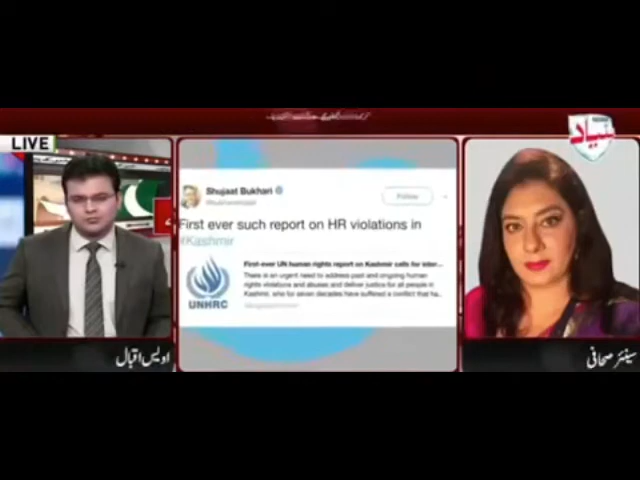 LIVE
بنیاد
Shujaat Bukhari
Follow
First ever such report on HR violations in
#Kashmir
First-ever UN human rights report on Kashmir calls for inter...
There is an urgent need to address past and ongoing human
rights violations and abuses and deliver justice for all people in
Kashmir, who for seven decades have suffered a conflict that ha...
UNHRC
اویس اقبال
سینئر صحافی